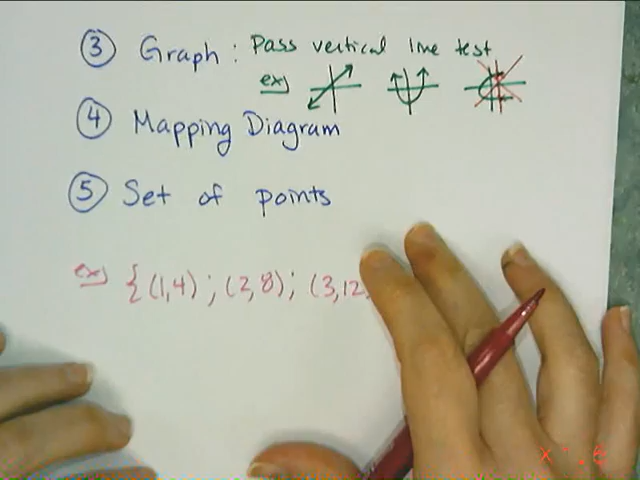 ③ Graph : Pass vertical line test
ex)
④ Mapping Diagram
⑤ Set of points
ex) { (1,4) ; (2,8) ; (3,12